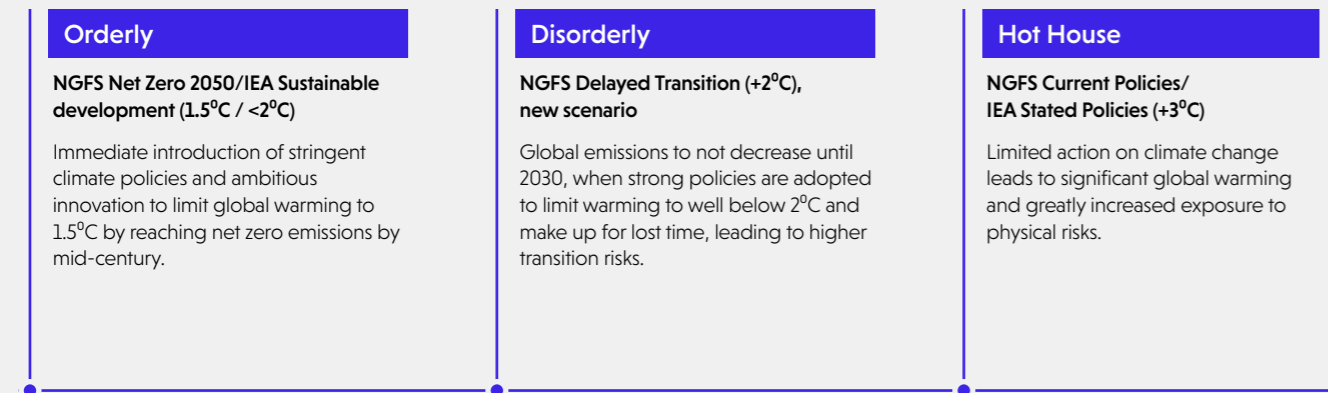 Orderly
NGFS Net Zero 2050/IEA Sustainable
development (1.5⁰C / <2⁰C)
Immediate introduction of stringent
climate policies and ambitious
innovation to limit global warming to
1.5⁰C by reaching net zero emissions by
mid-century.
Disorderly
NGFS Delayed Transition (+2⁰C),
new scenario
Global emissions to not decrease until
2030, when strong policies are adopted
to limit warming to well below 2⁰C and
make up for lost time, leading to higher
transition risks.
Hot House
NGFS Current Policies/
IEA Stated Policies (+3⁰C)
Limited action on climate change
leads to significant global warming
and greatly increased exposure to
physical risks.